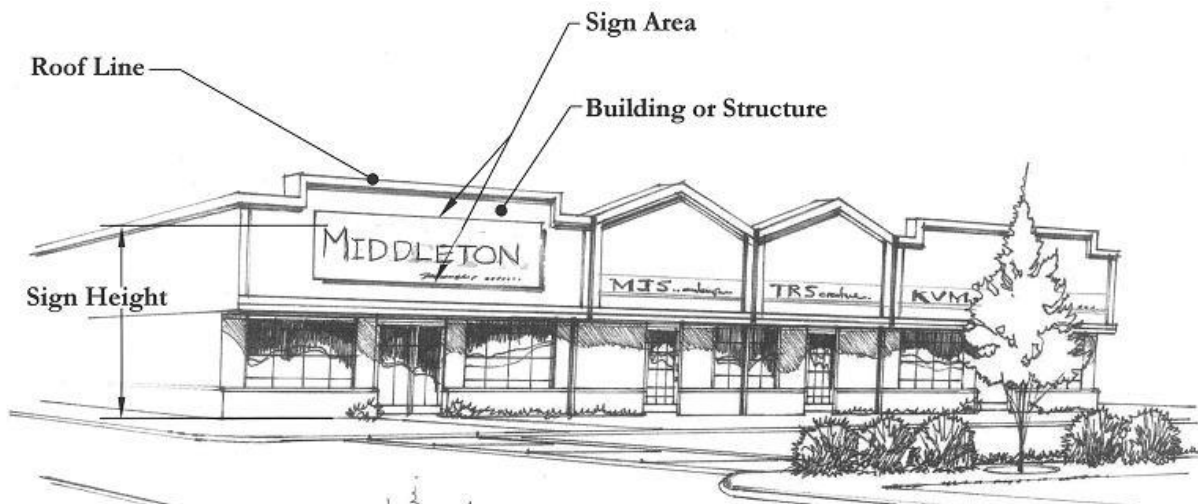 Sign Area
Roof Line
Building or Structure
MIDDLETON
Sign Height
MJS
TRS
KVM